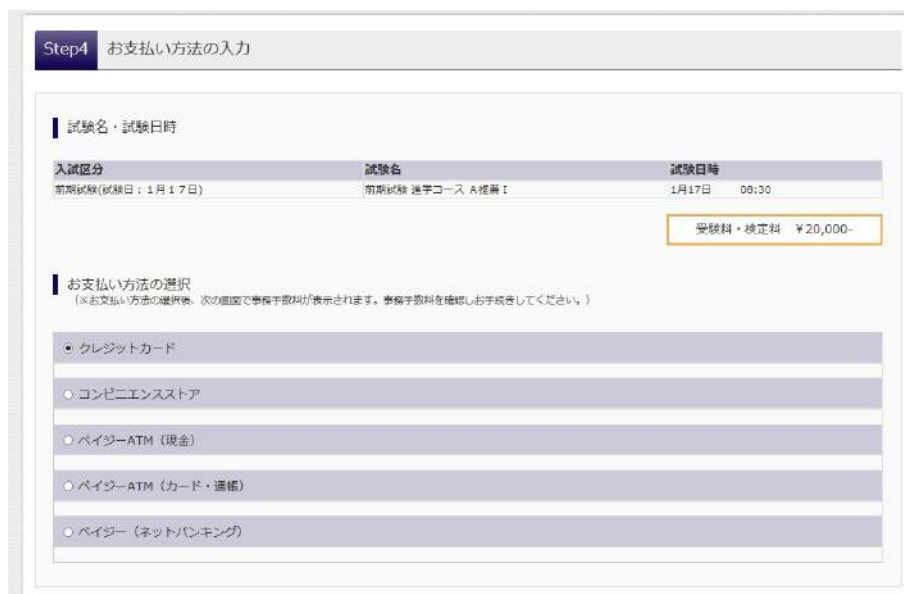 Step4 お支払い方法の入力
試験名・試験日時
入試区分 試験名 試験日時
前期試験(試験日：1月17日) 前期試験 進学コース A推薦Ⅰ 1月17日 08:30
受験料・検定料 ¥20,000-
お支払い方法の選択
(※お支払い方法の選択後、次の画面で事務手数料が表示されます。事務手数料を確認しお手続きしてください。)
クレジットカード
コンビニエンスストア
ペイジーATM（現金）
ペイジーATM（カード・通帳）
ペイジー（ネットバンキング）